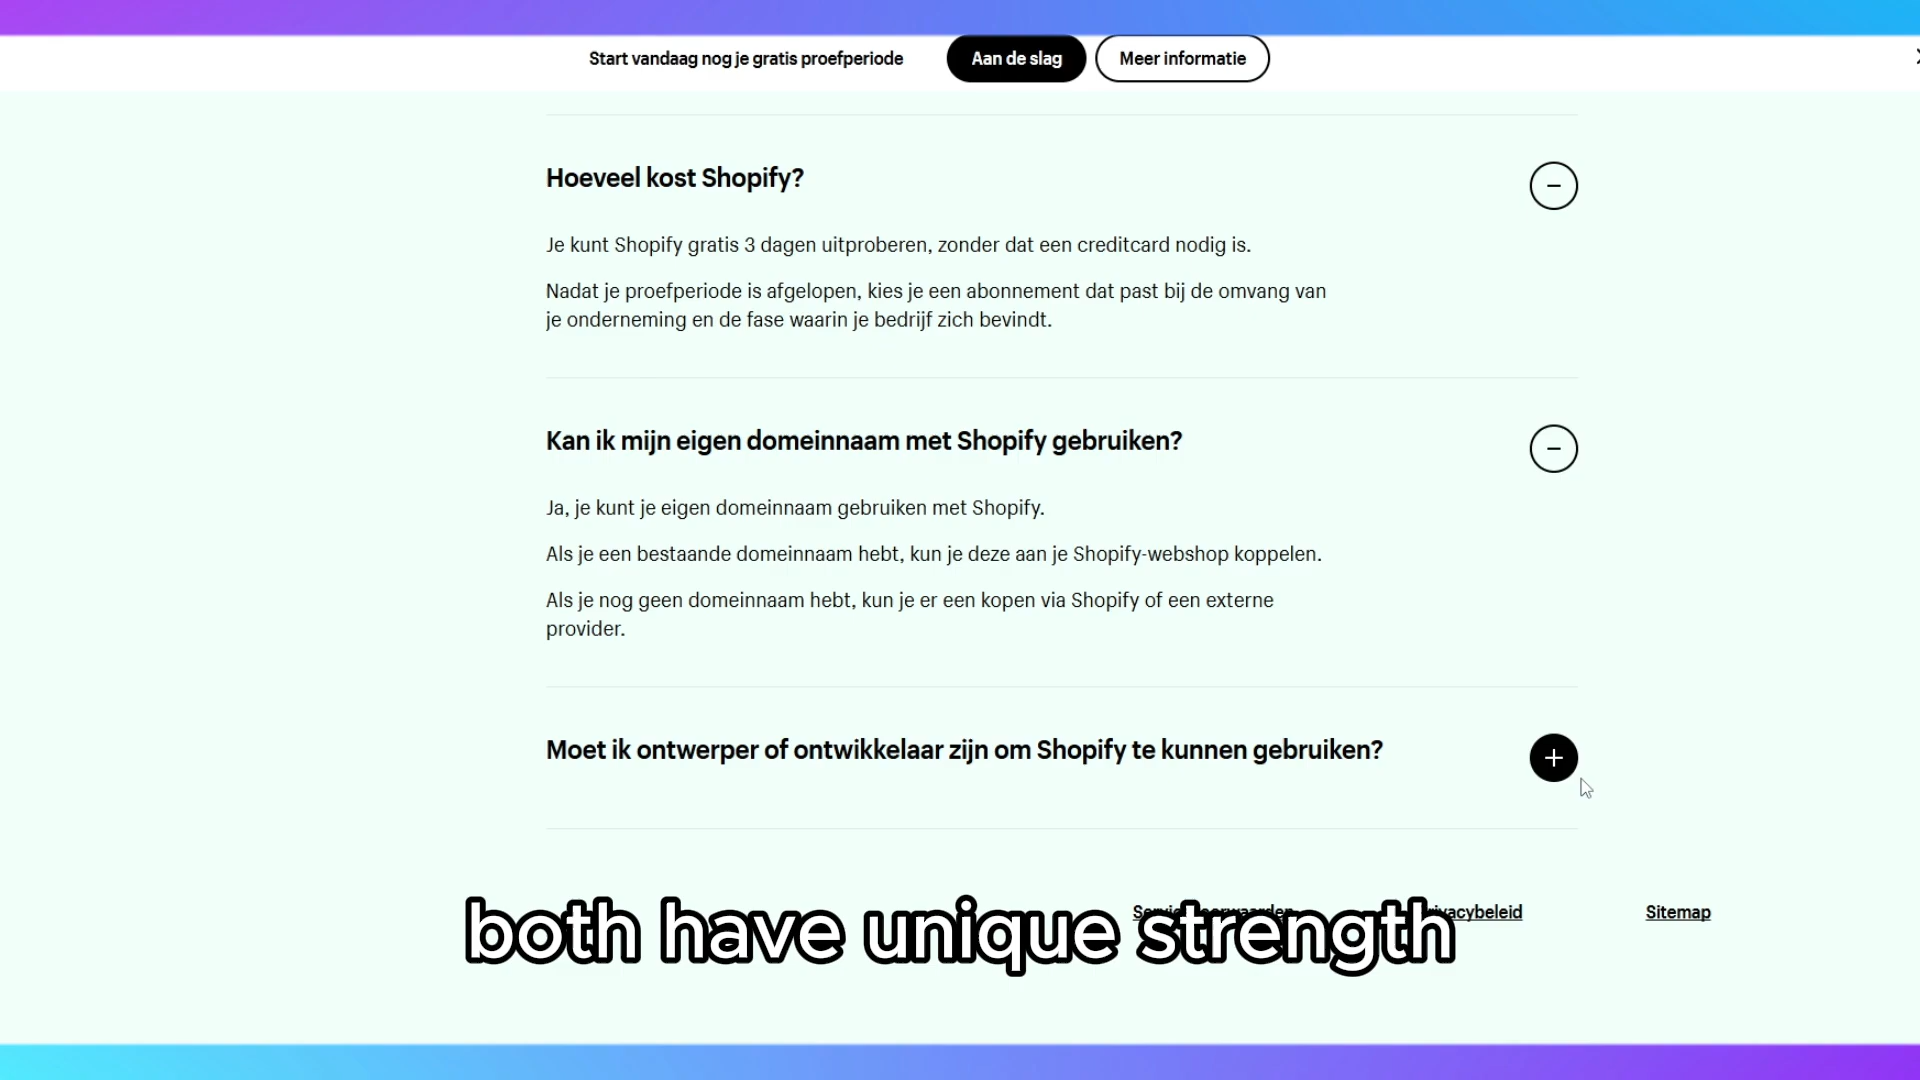 Start vandaag nog je gratis proefperiode
Aan de slag
Meer informatie
Hoeveel kost Shopify?
Je kunt Shopify gratis 3 dagen uitproberen, zonder dat een creditcard nodig is.
Nadat je proefperiode is afgelopen, kies je een abonnement dat past bij de omvang van
je onderneming en de fase waarin je bedrijf zich bevindt.
Kan ik mijn eigen domeinnaam met Shopify gebruiken?
Ja, je kunt je eigen domeinnaam gebruiken met Shopify.
Als je een bestaande domeinnaam hebt, kun je deze aan je Shopify-webshop koppelen.
Als je nog geen domeinnaam hebt, kun je er een kopen via Shopify of een externe
provider.
Moet ik ontwerper of ontwikkelaar zijn om Shopify te kunnen gebruiken?
Sitemap
both have unique strength